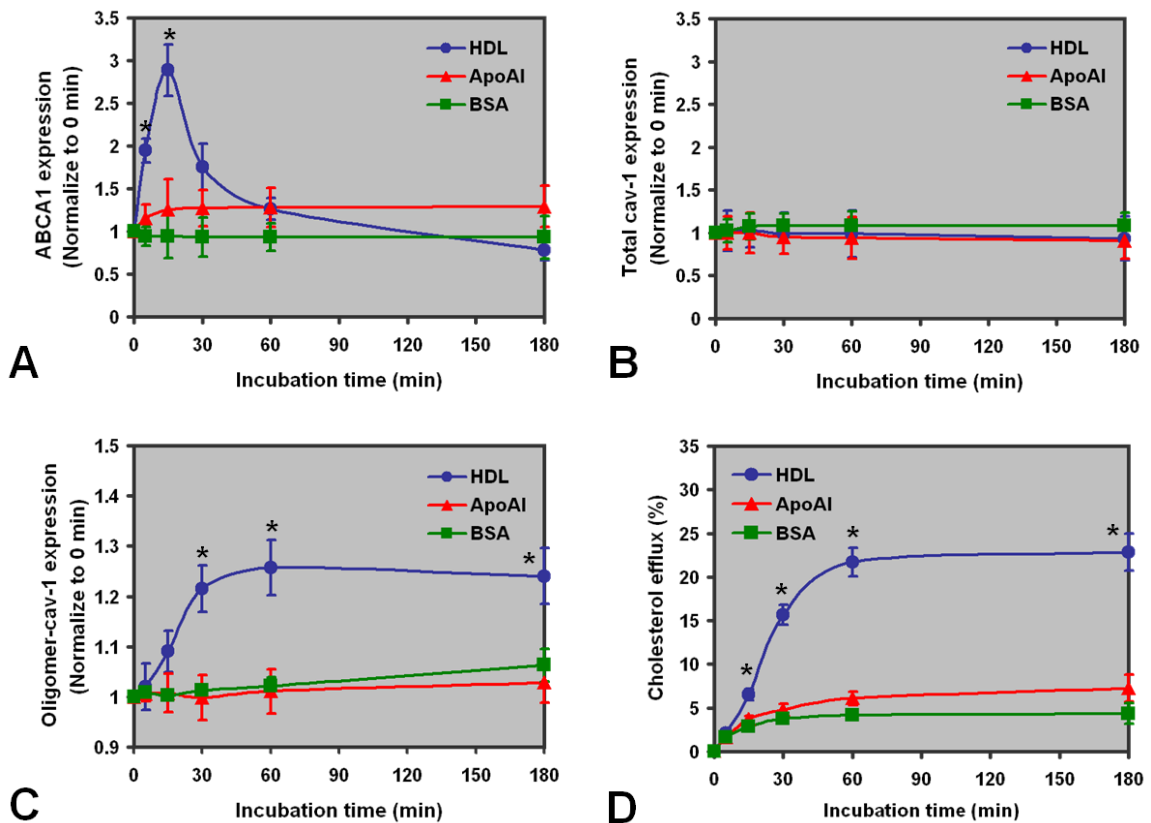 ABCA1 expression
(Normalize to 0 min)
3.5
3
2.5
2
1.5
1
0.5
0
*
*
HDL
ApoAI
BSA
0 30 60 90 120 150 180
Incubation time (min)
A
Total cav-1 expression
(Normalize to 0 min)
3.5
3
2.5
2
1.5
1
0.5
0
HDL
ApoAI
BSA
0 30 60 90 120 150 180
Incubation time (min)
B
Oligomer-cav-1 expression
(Normalize to 0 min)
1.5
1.4
1.3
1.2
1.1
1
0.9
*
*
*
HDL
ApoAI
BSA
0 30 60 90 120 150 180
Incubation time (min)
C
Cholesterol efflux (%)
35
30
25
20
15
10
5
0
*
*
*
*
HDL
ApoAI
BSA
0 30 60 90 120 150 180
Incubation time (min)
D